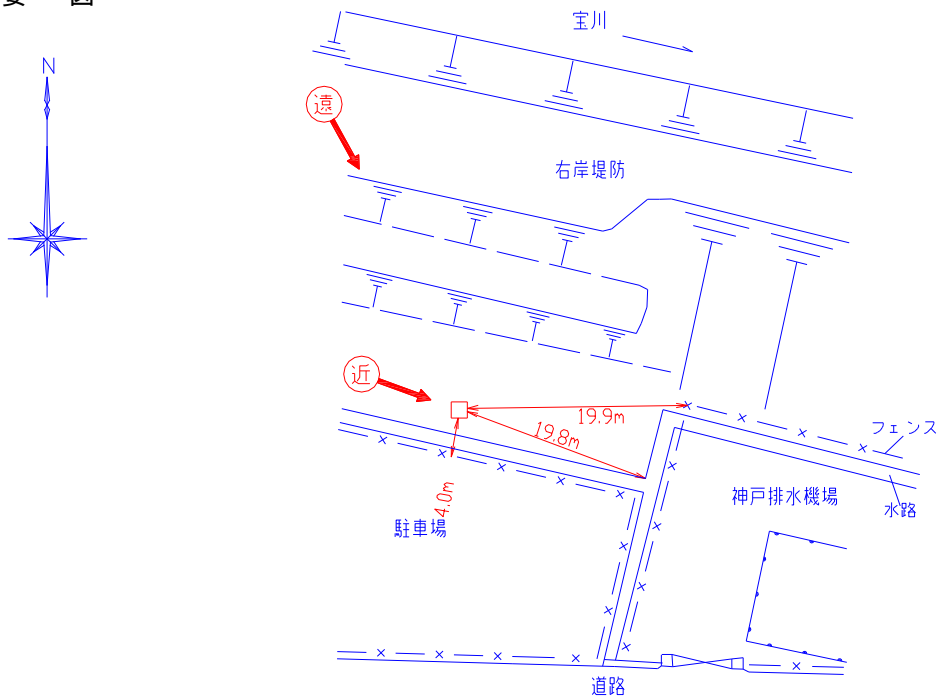 要 図
N
宝川
遠
右岸堤防
近
19.9m
19.8m
フェンス
4.0m
神戸排水機場
水路
駐車場
道路